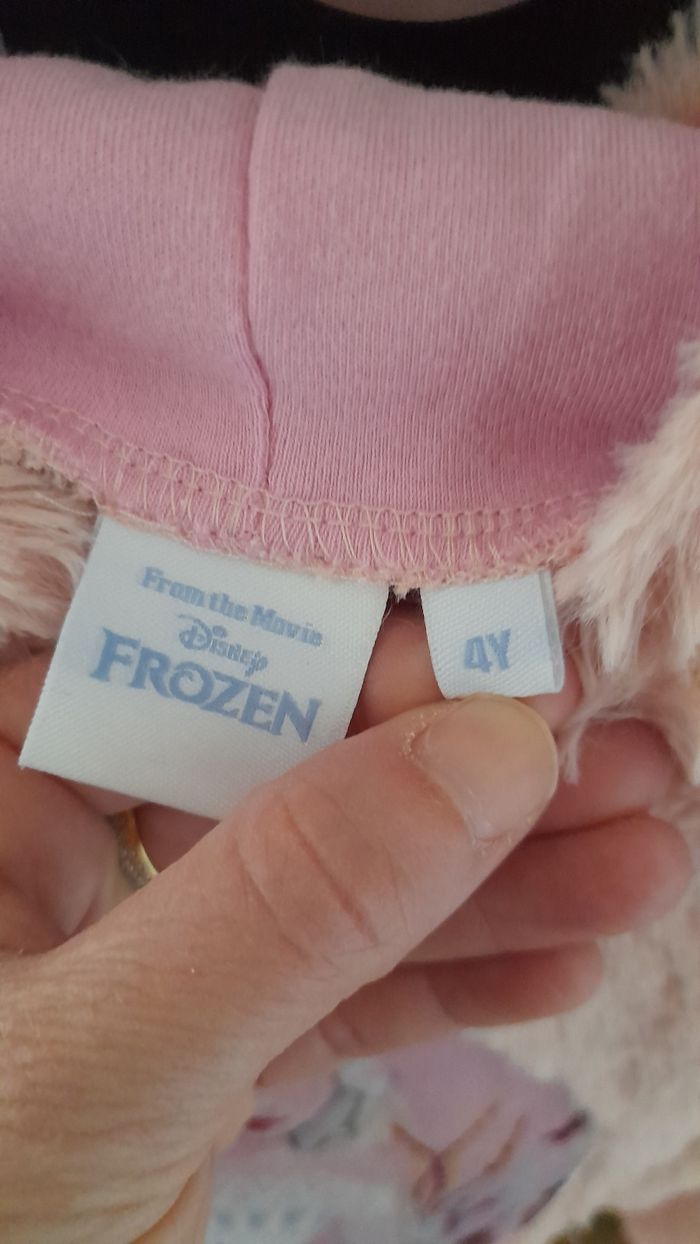 From the Movie
Disney
FROZEN
4Y